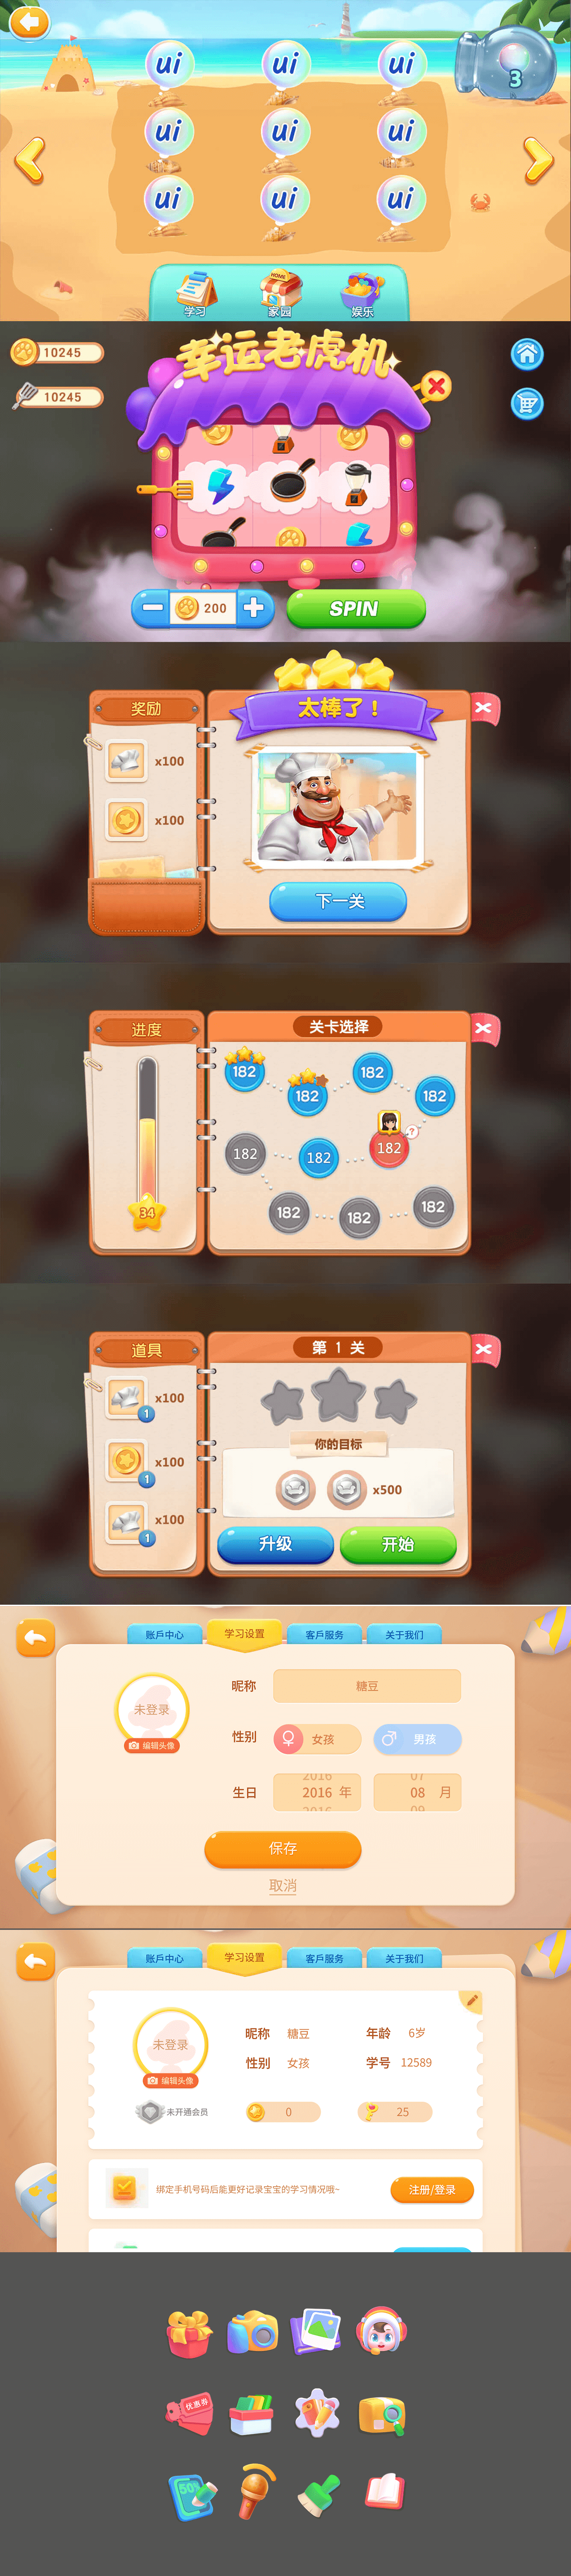 ui ui ui
3
ui ui ui
ui ui ui
HOME
学习 家园 娱乐
幸运老虎机
10245
10245
200
SPIN
奖励
太棒了！
x100
x100
下一关
进度
关卡选择
182 182 182 182
182 182 182
?
34
182 182 182
道具
第 1 关
x100
1
你的目标
x100
1
x500
x100
1
升级 开始
账戶中心 学习设置 客戶服务 关于我们
昵称 糖豆
未登录
编辑头像
性别 女孩 男孩
2016 07
生日 2016 年 08 月
2016 09
保存
取消
账戶中心 学习设置 客戶服务 关于我们
昵称 糖豆 年龄 6岁
未登录
性别 女孩 学号 12589
编辑头像
未开通会员 0 25
绑定手机号码后能更好记录宝宝的学习情况哦~ 注册/登录
优惠券
50%